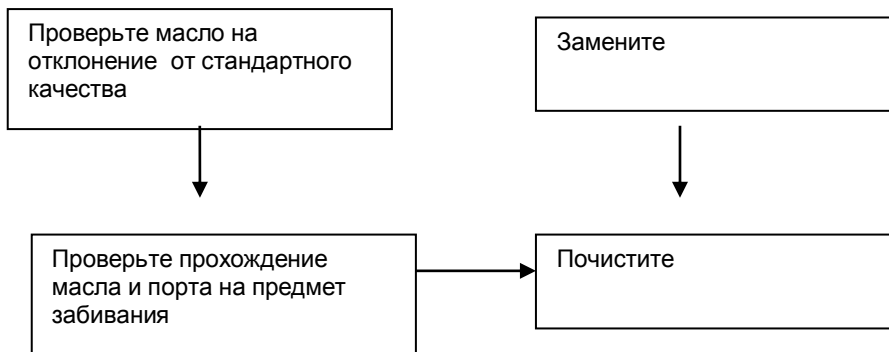 Проверьте масло на
отклонение от стандартного
качества
Замените
Проверьте прохождение
масла и порта на предмет
забивания
Почистите